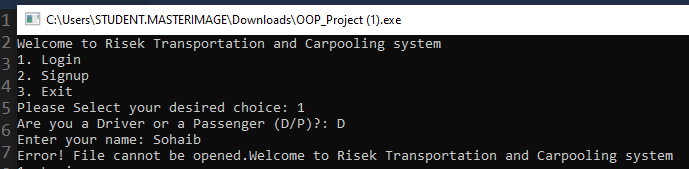 C:\Users\STUDENT.MASTERIMAGE\Downloads\OOP_Project (1).exe
1
2 Welcome to Risek Transportation and Carpooling system
3 1. Login
4 2. Signup
3. Exit
5 Please Select your desired choice: 1
6 Are you a Driver or a Passenger (D/P)?: D
Enter your name: Sohaib
7 Error! File cannot be opened.Welcome to Risek Transportation and Carpooling system